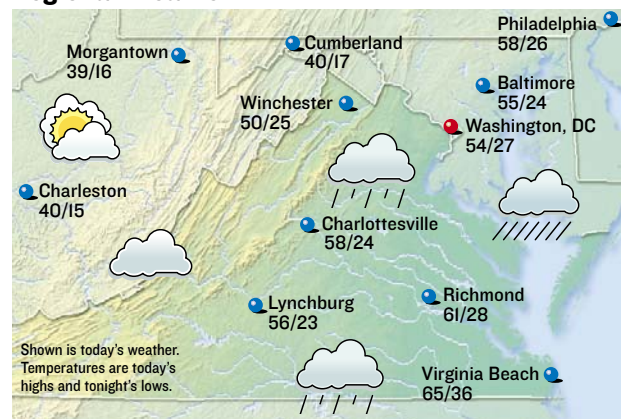 Philadelphia
58/26
Morgantown
39/16
Cumberland
40/17
Baltimore
55/24
Winchester
50/25
Washington, DC
54/27
Charleston
40/15
Charlottesville
58/24
Lynchburg
56/23
Richmond
61/28
Shown is today's weather.
Temperatures are today's
highs and tonight's lows.
Virginia Beach
65/36